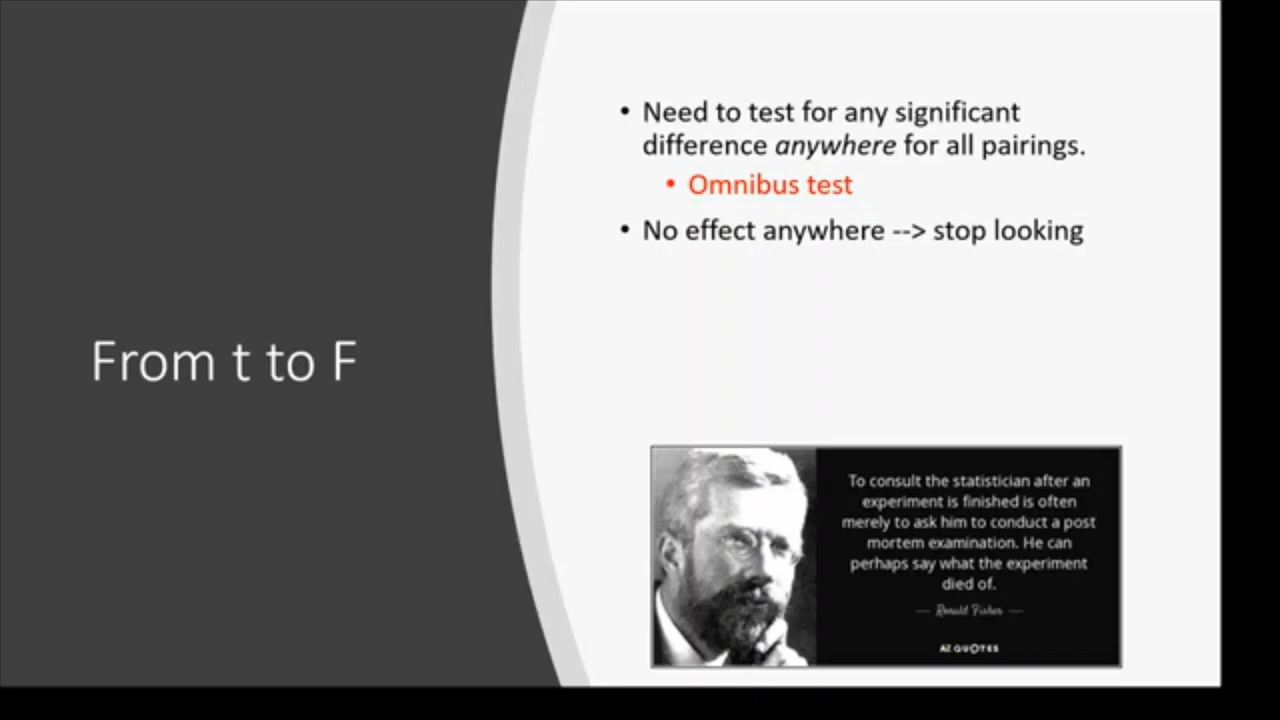 From t to F
• Need to test for any significant
difference anywhere for all pairings.
• Omnibus test
• No effect anywhere --> stop looking
To consult the statistician after an
experiment is finished is often
merely to ask him to conduct a post
mortem examination. He can
perhaps say what the experiment
died of.
— Ronald Fisher —
AZ QUOTES